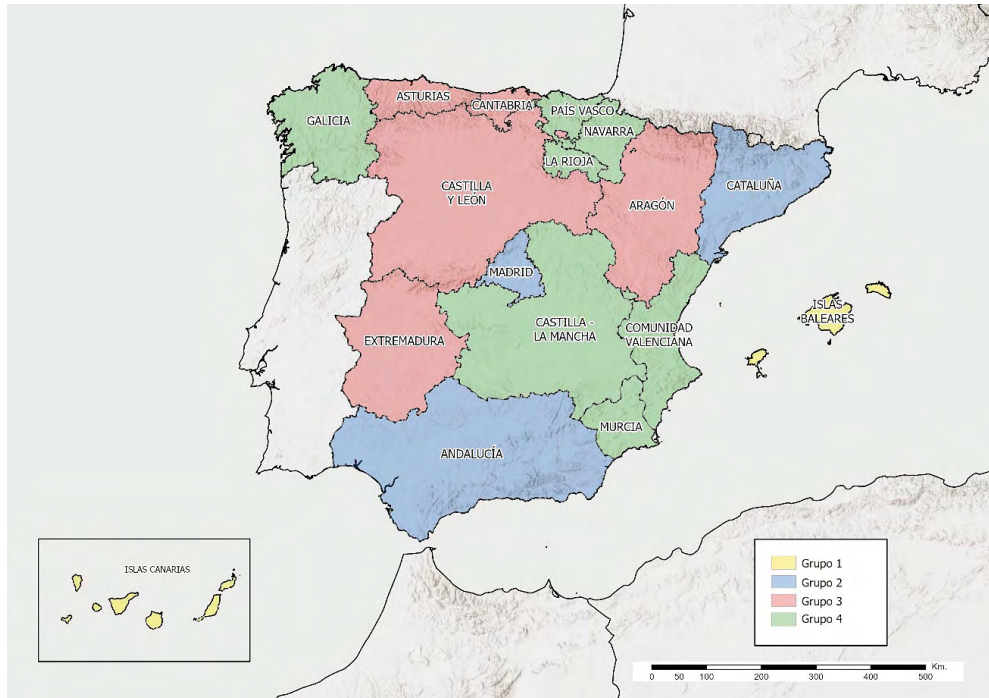 ASTURIAS
CANTABRIA
PAÍS VASCO
GALICIA
NAVARRA
LA RIOJA
CASTILLA
Y LEÓN
ARAGÓN
CATALUÑA
MADRID
ISLAS
BALEARES
CASTILLA -
LA MANCHA
COMUNIDAD
VALENCIANA
EXTREMADURA
MURCIA
ANDALUCÍA
ISLAS CANARIAS
Grupo 1
Grupo 2
Grupo 3
Grupo 4
Km.
0 50 100 200 300 400 500